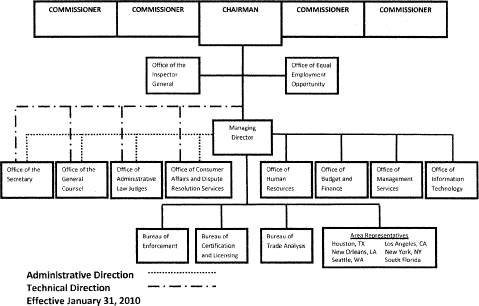 COMMISSIONER
COMMISSIONER
CHAIRMAN
COMMISSIONER
COMMISSIONER
Office of the
Inspector
General
Office of Equal
Employment
Opportunity
Managing
Director
Office of the
Secretary
Office of the
General
Counsel
Office of
Administrative
Law Judges
Office of Consumer
Affairs and Dispute
Resolution Services
Office of
Human
Resources
Office of
Budget and
Finance
Office of
Management
Services
Office of
Information
Technology
Bureau of
Enforcement
Bureau of
Certification
and Licensing
Bureau of
Trade Analysis
Area Representatives
Houston, TX Los Angeles, CA
New Orleans, LA New York, NY
Seattle, WA South Florida
Administrative Direction
Technical Direction
Effective January 31, 2010